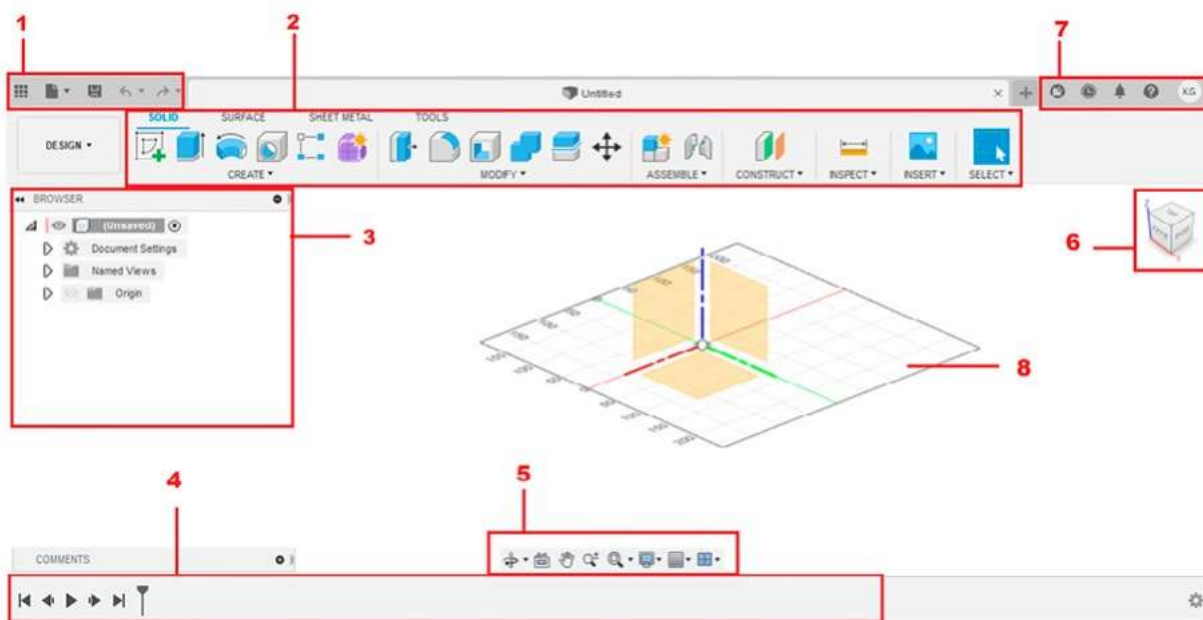 1
2
7
Untitled
KG
SOLID SURFACE SHEET METAL TOOLS
DESIGN
CREATE MODIFY ASSEMBLE CONSTRUCT INSPECT INSERT SELECT
BROWSER
(Unsaved)
Document Settings
Named Views
Origin
3
6
8
4
5
COMMENTS